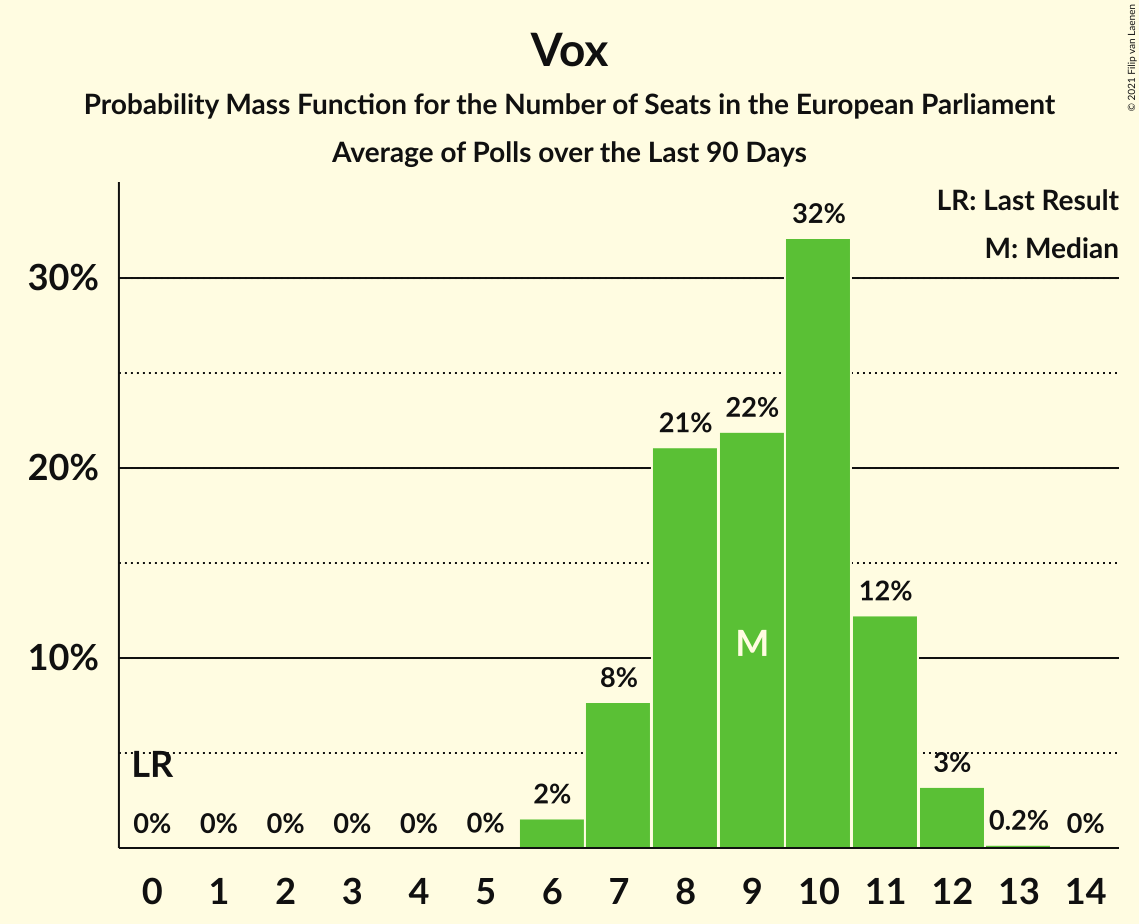 Vox
Probability Mass Function for the Number of Seats in the European Parliament
Average of Polls over the Last 90 Days
© 2021 Filip van Laenen
LR: Last Result
M: Median
30%
20%
10%
LR
0%
0%
0%
0%
0%
0%
2%
8%
21%
22%
32%
12%
3%
0.2%
0%
M
0 1 2 3 4 5 6 7 8 9 10 11 12 13 14